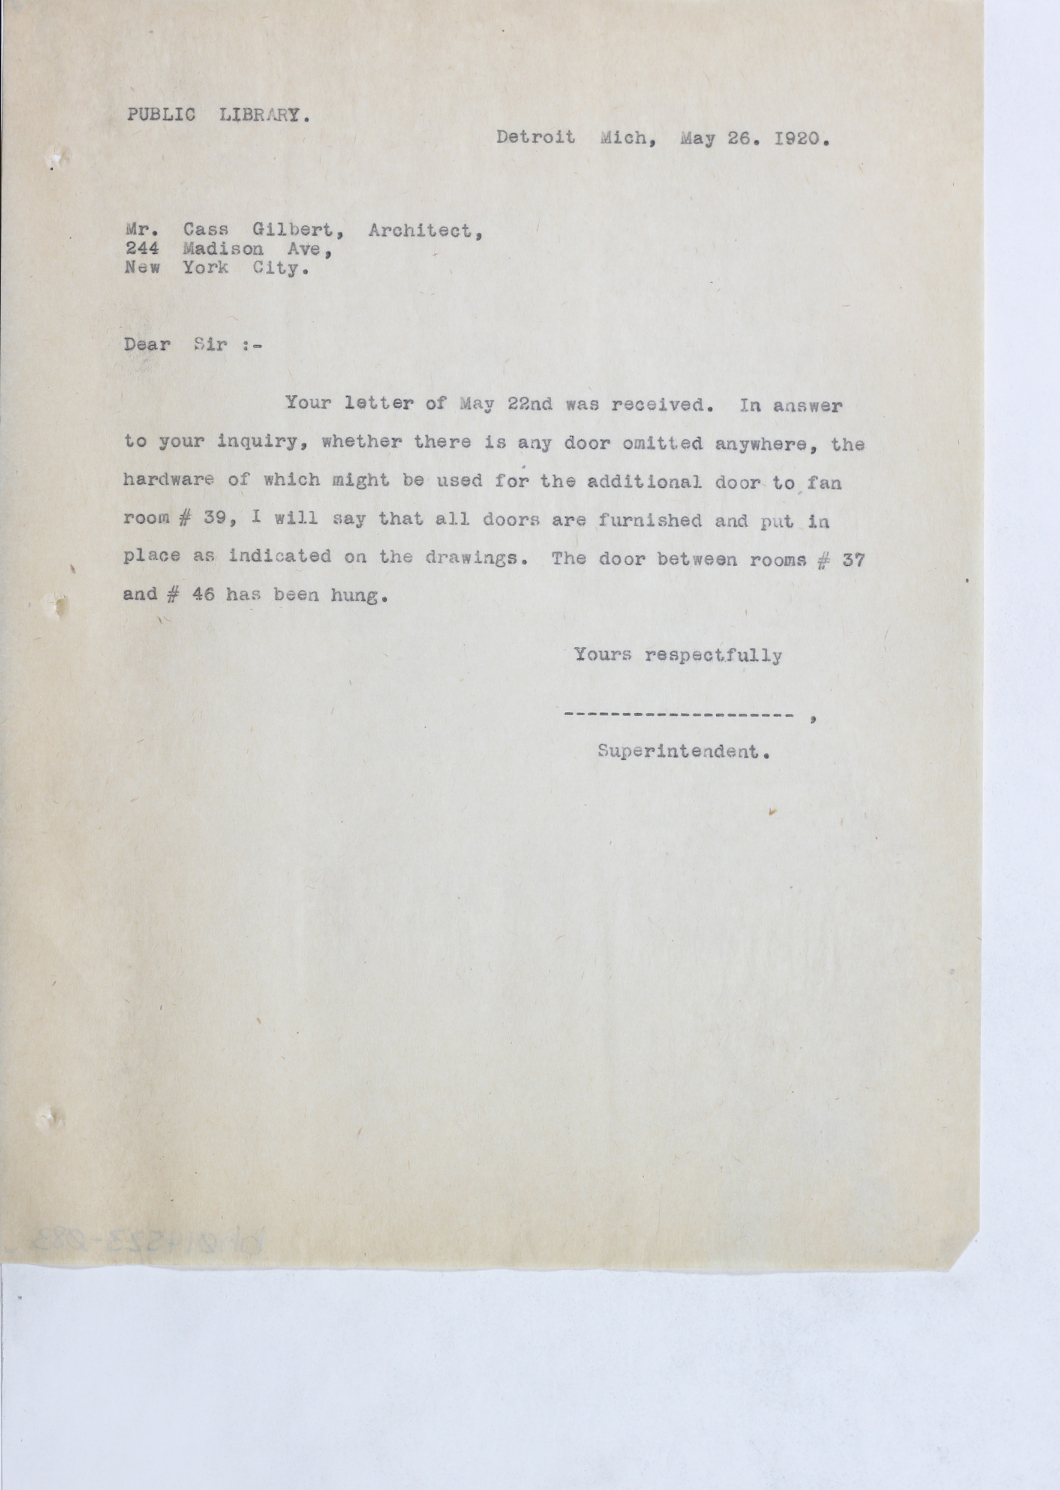 PUBLIC LIBRARY.
Detroit Mich, May 26. I920.
Mr. Cass Gilbert, Architect,
244 Madison Ave,
New York City.
Dear Sir :-
Your letter of May 22nd was received. In answer
to your inquiry, whether there is any door omitted anywhere, the
hardware of which might be used for the additional door to fan
room # 39, I will say that all doors are furnished and put in
place as indicated on the drawings. The door between rooms # 37
and # 46 has been hung.
Yours respectfully
-------------------- ,
Superintendent.